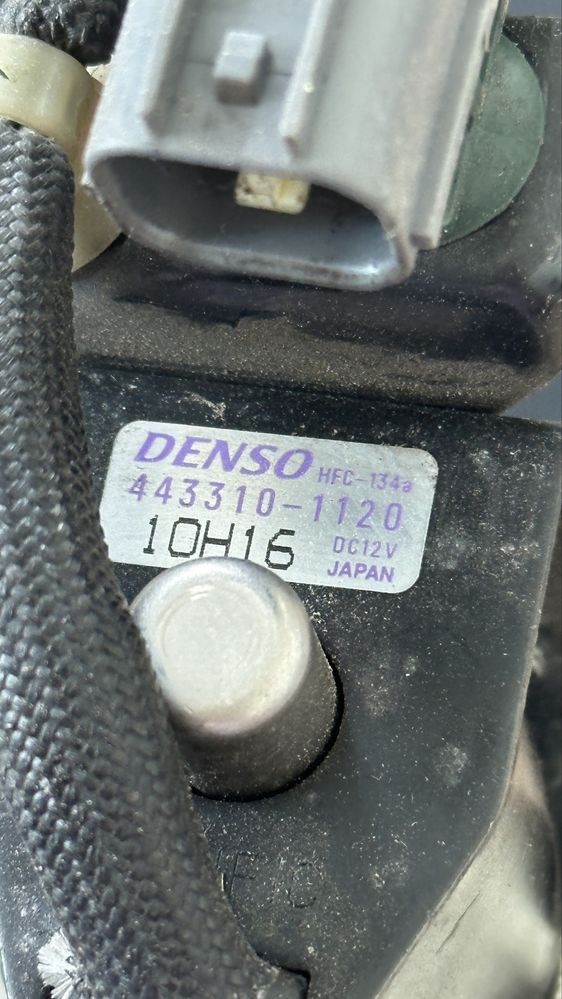 DENSO HFC-134a
443310-1120
10H16 DC12V
JAPAN